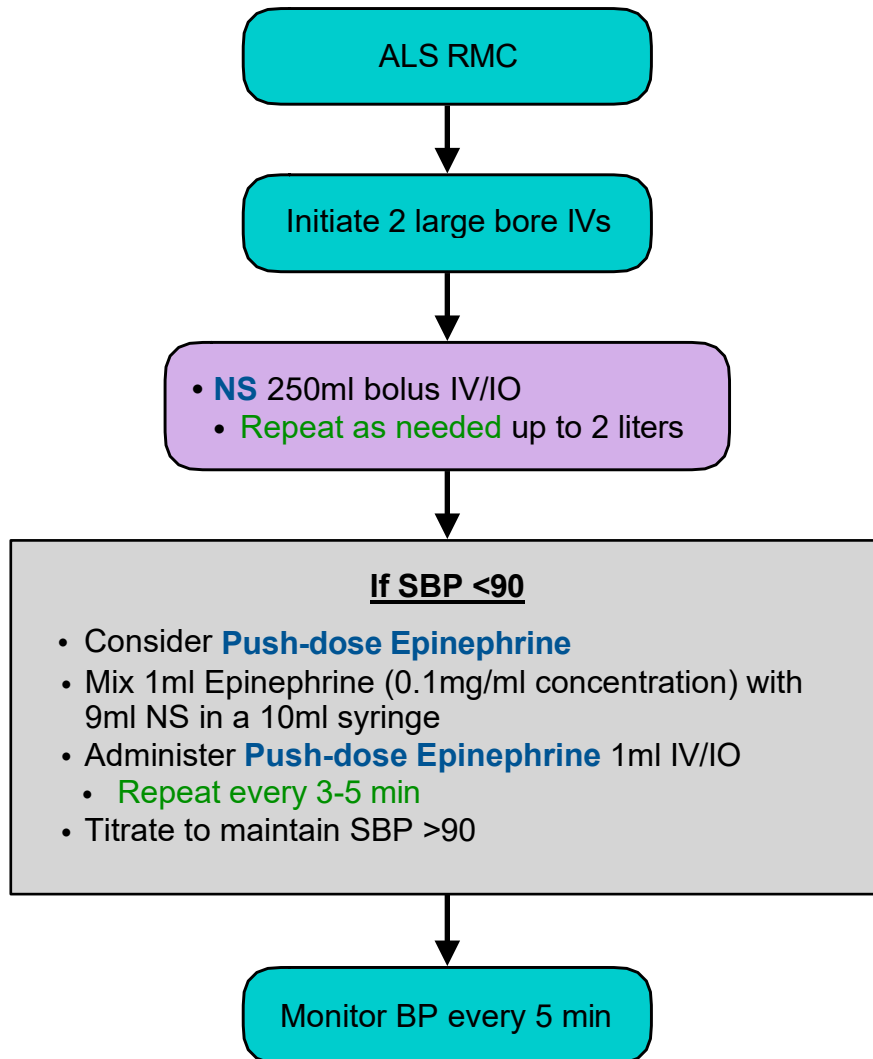 ALS RMC
Initiate 2 large bore IVs
• NS 250ml bolus IV/IO
• Repeat as needed up to 2 liters
If SBP <90
• Consider Push-dose Epinephrine
• Mix 1ml Epinephrine (0.1mg/ml concentration) with
9ml NS in a 10ml syringe
• Administer Push-dose Epinephrine 1ml IV/IO
• Repeat every 3-5 min
• Titrate to maintain SBP >90
Monitor BP every 5 min